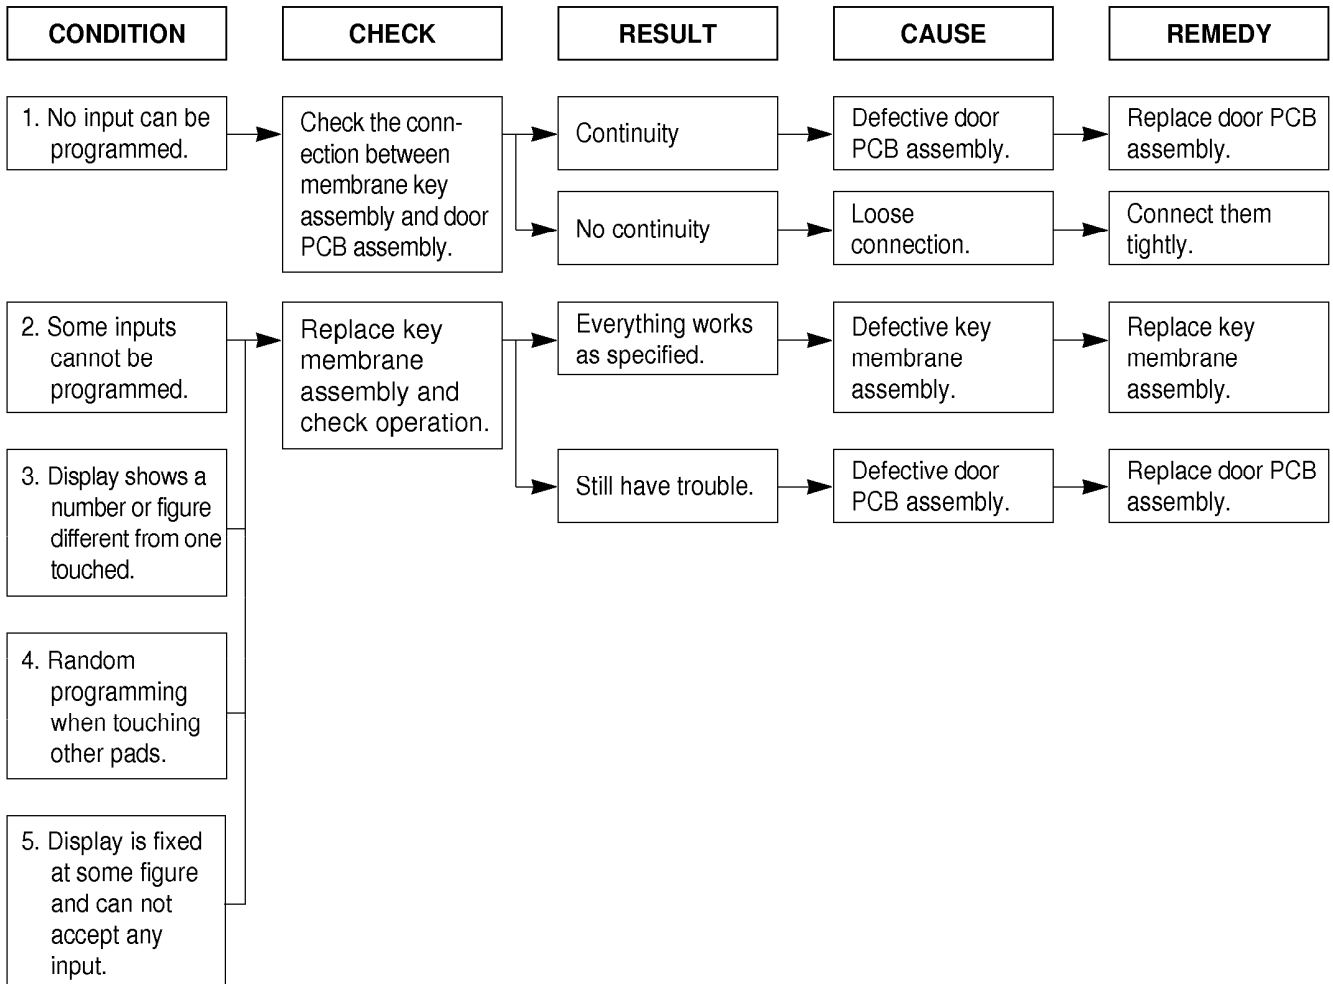 CONDITION
CHECK
RESULT
CAUSE
REMEDY
1. No input can be
programmed.
Check the conn-
ection between
membrane key
assembly and door
PCB assembly.
Continuity
Defective door
PCB assembly.
Replace door PCB
assembly.
No continuity
Loose
connection.
Connect them
tightly.
2. Some inputs
cannot be
programmed.
Replace key
membrane
assembly and
check operation.
Everything works
as specified.
Defective key
membrane
assembly.
Replace key
membrane
assembly.
Still have trouble.
Defective door
PCB assembly.
Replace door PCB
assembly.
3. Display shows a
number or figure
different from one
touched.
4. Random
programming
when touching
other pads.
5. Display is fixed
at some figure
and can not
accept any
input.